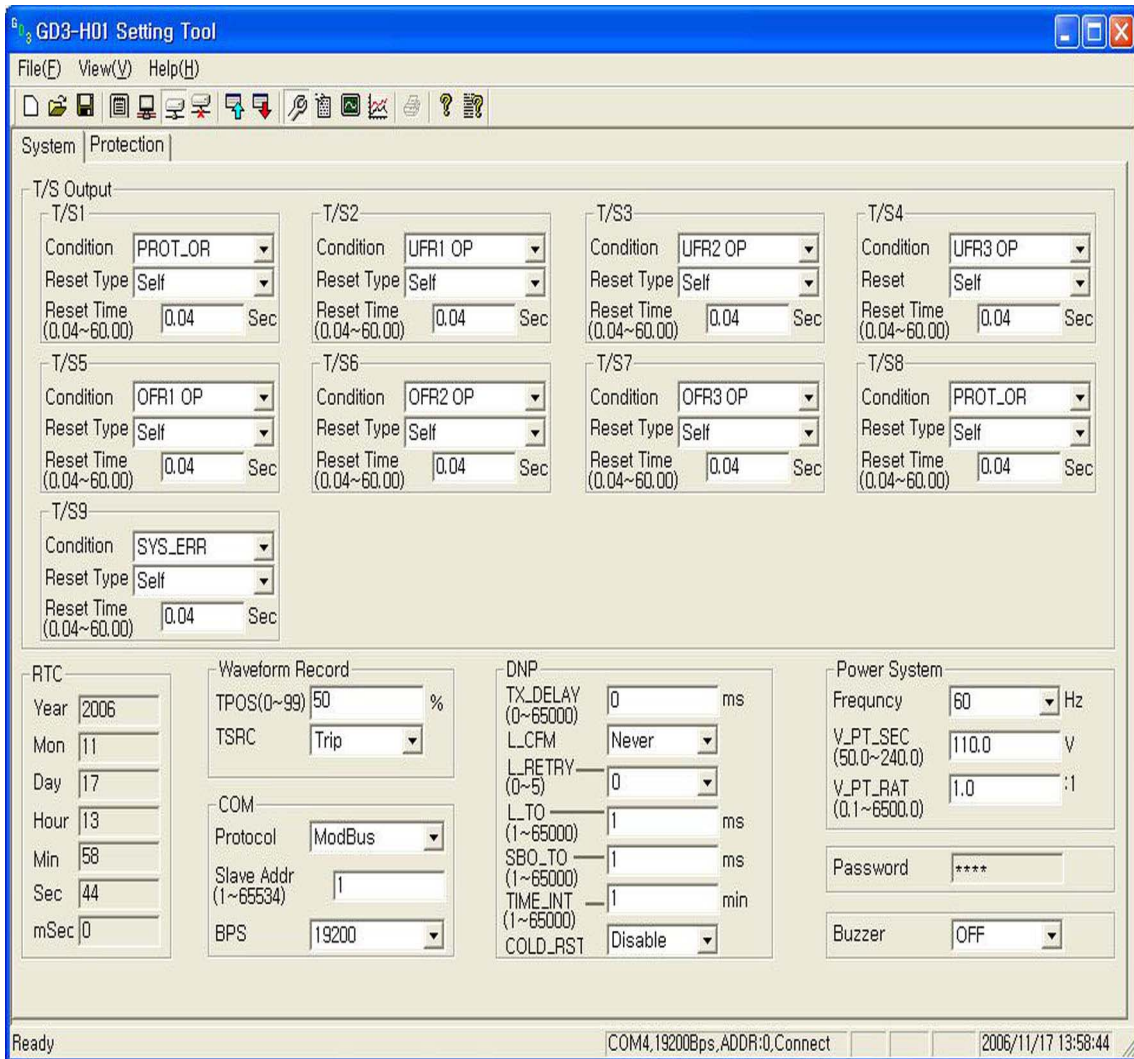 GD3 GD3-H01 Setting Tool
File(F) View(V) Help(H)
System Protection
T/S Output
T/S1 T/S2 T/S3 T/S4
Condition PROT_OR Condition UFR1 OP Condition UFR2 OP Condition UFR3 OP
Reset Type Self Reset Type Self Reset Type Self Reset Self
Reset Time 0.04 Sec Reset Time 0.04 Sec Reset Time 0.04 Sec Reset Time 0.04 Sec
(0.04~60.00) (0.04~60.00) (0.04~60.00) (0.04~60.00)
T/S5 T/S6 T/S7 T/S8
Condition OFR1 OP Condition OFR2 OP Condition OFR3 OP Condition PROT_OR
Reset Type Self Reset Type Self Reset Type Self Reset Type Self
Reset Time 0.04 Sec Reset Time 0.04 Sec Reset Time 0.04 Sec Reset Time 0.04 Sec
(0.04~60.00) (0.04~60.00) (0.04~60.00) (0.04~60.00)
T/S9
Condition SYS_ERR
Reset Type Self
Reset Time 0.04 Sec
(0.04~60.00)
RTC
Year 2006
Mon 11
Day 17
Hour 13
Min 58
Sec 44
mSec 0
Waveform Record
TPOS(0~99) 50 %
TSRC Trip
COM
Protocol ModBus
Slave Addr 1
(1~65534)
BPS 19200
DNP
TX_DELAY 0 ms
(0~65000)
L_CFM Never
L_RETRY 0
(0~5)
L_TO 1 ms
(1~65000)
SBO_TO 1 ms
(1~65000)
TIME_INT 1 min
(1~65000)
COLD_RST Disable
Power System
Frequncy 60 Hz
V_PT_SEC 110.0 V
(50.0~240.0)
V_PT_RAT 1.0 :1
(0.1~6500.0)
Password ****
Buzzer OFF
Ready COM4,19200Bps,ADDR:0,Connect 2006/11/17 13:58:44